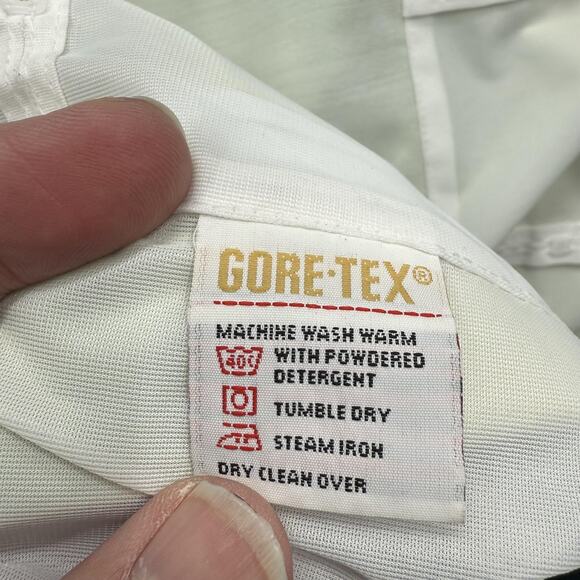 GORE-TEX®
MACHINE WASH WARM
40° WITH POWDERED
DETERGENT
TUMBLE DRY
STEAM IRON
DRY CLEAN OVER